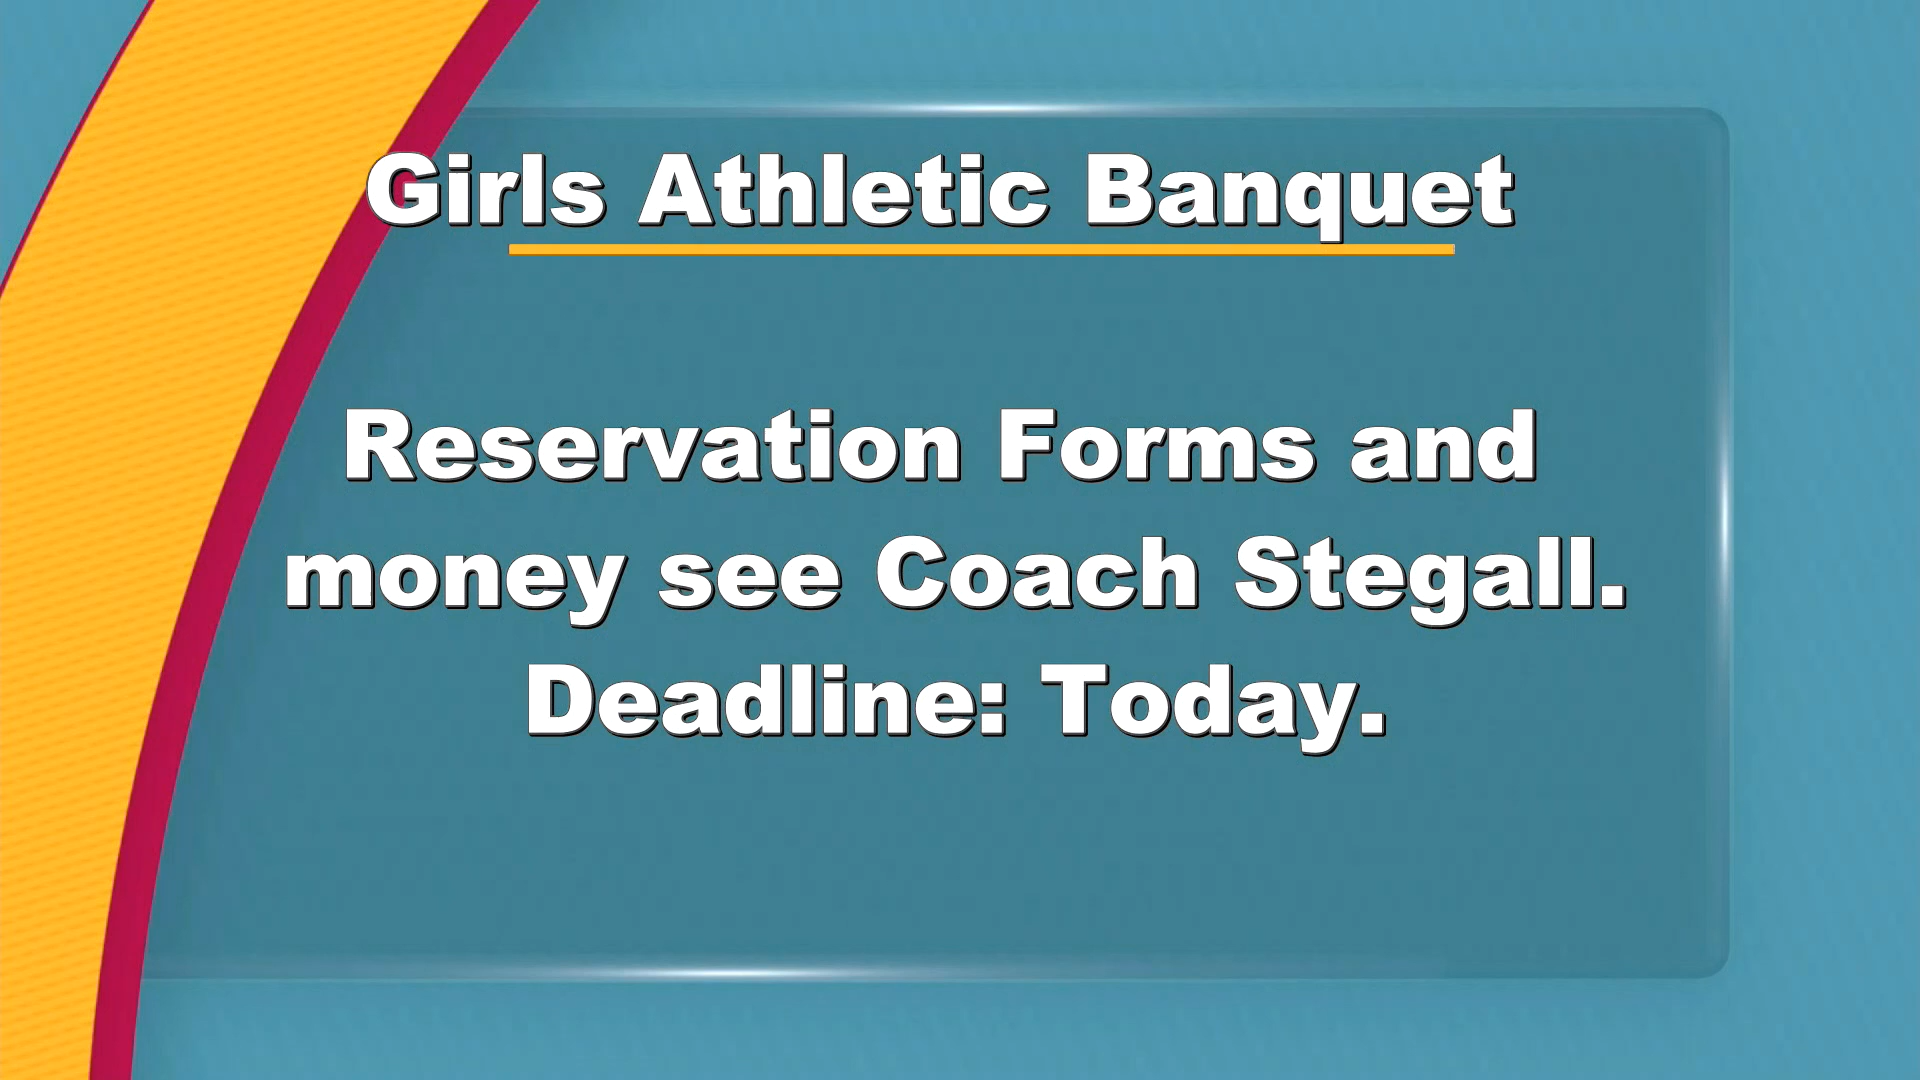 Girls Athletic Banquet
Reservation Forms and
money see Coach Stegall.
Deadline: Today.